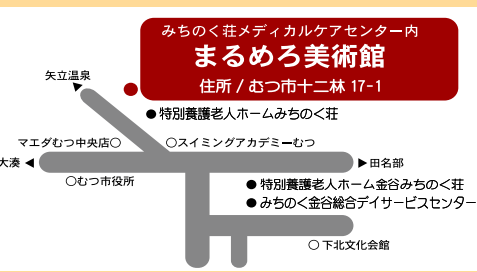 みちのく荘メディカルケアセンター内
まるめろ美術館
住所 / むつ市十二林 17-1
矢立温泉
● 特別養護老人ホームみちのく荘
マエダむつ中央店○
○スイミングアカデミーむつ
大湊 ◀
▶ 田名部
○むつ市役所
● 特別養護老人ホーム金谷みちのく荘
● みちのく金谷総合デイサービスセンター
○ 下北文化会館